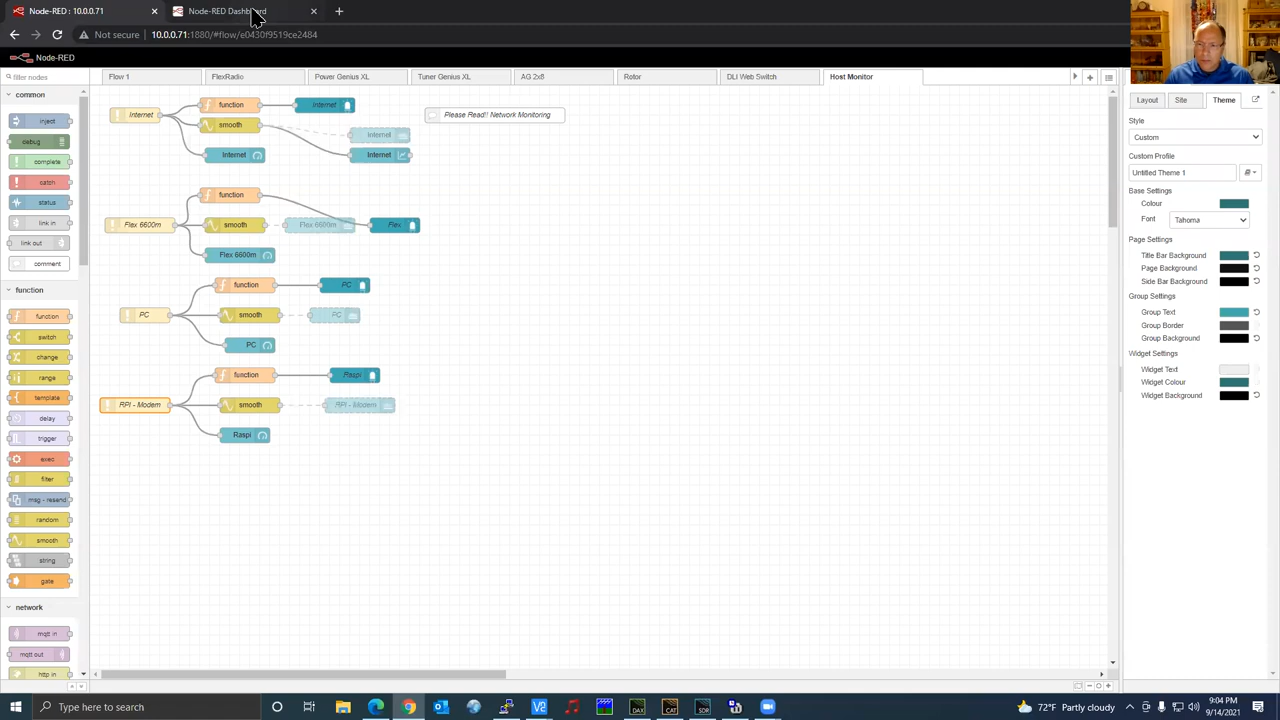 Node-RED: 10.0.0.71
Node-RED Dashboard
Not secure | 10.0.0.71:1880/#flow/e0430f9519ce2484
Node-RED
filter nodes
Flow 1
FlexRadio
Power Genius XL
Tuner Genius XL
AG 2x8
Rotor
DLI Web Switch
Host Monitor
common
inject
debug
complete
catch
status
link in
link out
comment
function
function
switch
change
range
template
delay
trigger
exec
filter
msg - resend
random
smooth
string
gate
network
mqtt in
mqtt out
http in
Internet
function
Internet
smooth
Internet
Internet
Internet
Please Read!! Network Monitoring
function
Flex 6600m
smooth
Flex 6600m
Flex
Flex 6600m
function
PC
PC
smooth
PC
PC
function
Raspi
RPI - Modem
smooth
RPI - Modem
Raspi
Layout
Site
Theme
Style
Custom
Custom Profile
Untitled Theme 1
Base Settings
Colour
Font
Tahoma
Page Settings
Title Bar Background
Page Background
Side Bar Background
Group Settings
Group Text
Group Border
Group Background
Widget Settings
Widget Text
Widget Colour
Widget Background
Type here to search
DAX
CAT
SDR
72°F Partly cloudy
9:04 PM
9/14/2021